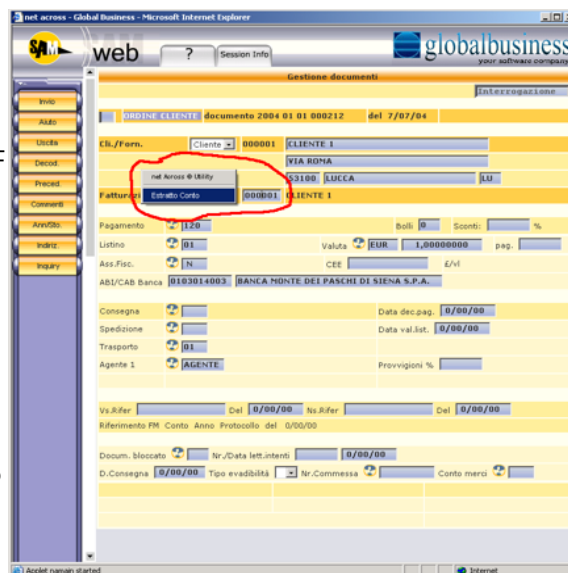 net across - Global Business - Microsoft Internet Explorer
SAM web ? Session Info globalbusiness
your software company
Gestione documenti
Interrogazione
Invio
Aiuto
Uscita
Decod.
Preced.
Commenti
Ann/Sto.
Indiriz.
Inquiry
ORDINE CLIENTE documento 2004 01 01 000212 del 7/07/04
Cli./Forn. Cliente 000001 CLIENTE 1
VIA ROMA
53100 LUCCA LU
net Across © Utility
Estratto Conto
Fatturazi 000001 CLIENTE 1
Pagamento 120 Bolli 0 Sconti: %
Listino 01 Valuta EUR 1,00000000 pag.
Ass.Fisc. N CEE £/vl
ABI/CAB Banca 0103014003 BANCA MONTE DEI PASCHI DI SIENA S.P.A.
Consegna Data dec.pag. 0/00/00
Spedizione Data val.list. 0/00/00
Trasporto 01
Agente 1 AGENTE Provvigioni %
Vs.Rifer Del 0/00/00 Ns.Rifer Del 0/00/00
Riferimento FM Conto Anno Protocollo del 0/00/00
Docum. bloccato Nr./Data lett.intenti 0/00/00
D.Consegna 0/00/00 Tipo evadibilità Nr.Commessa Conto merci
Applet namain started Internet